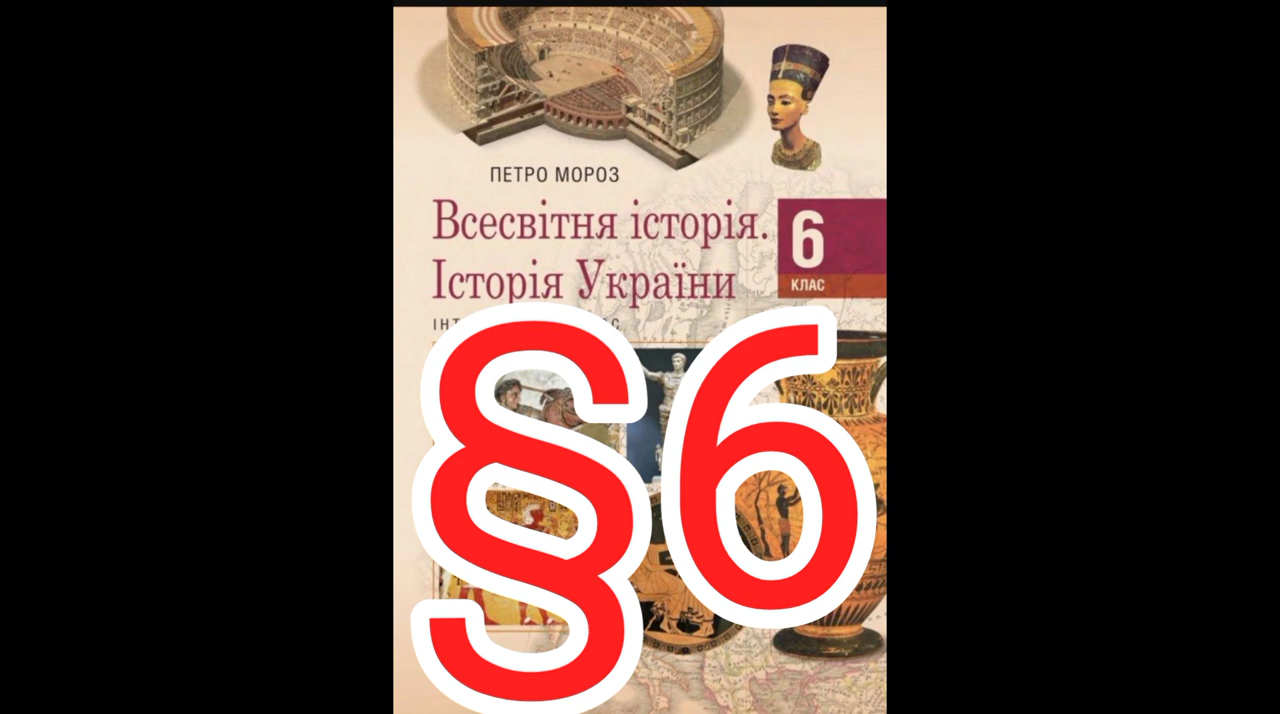 ПЕТРО МОРОЗ
Всесвітня історія.
Історія України
6
КЛАС
§6